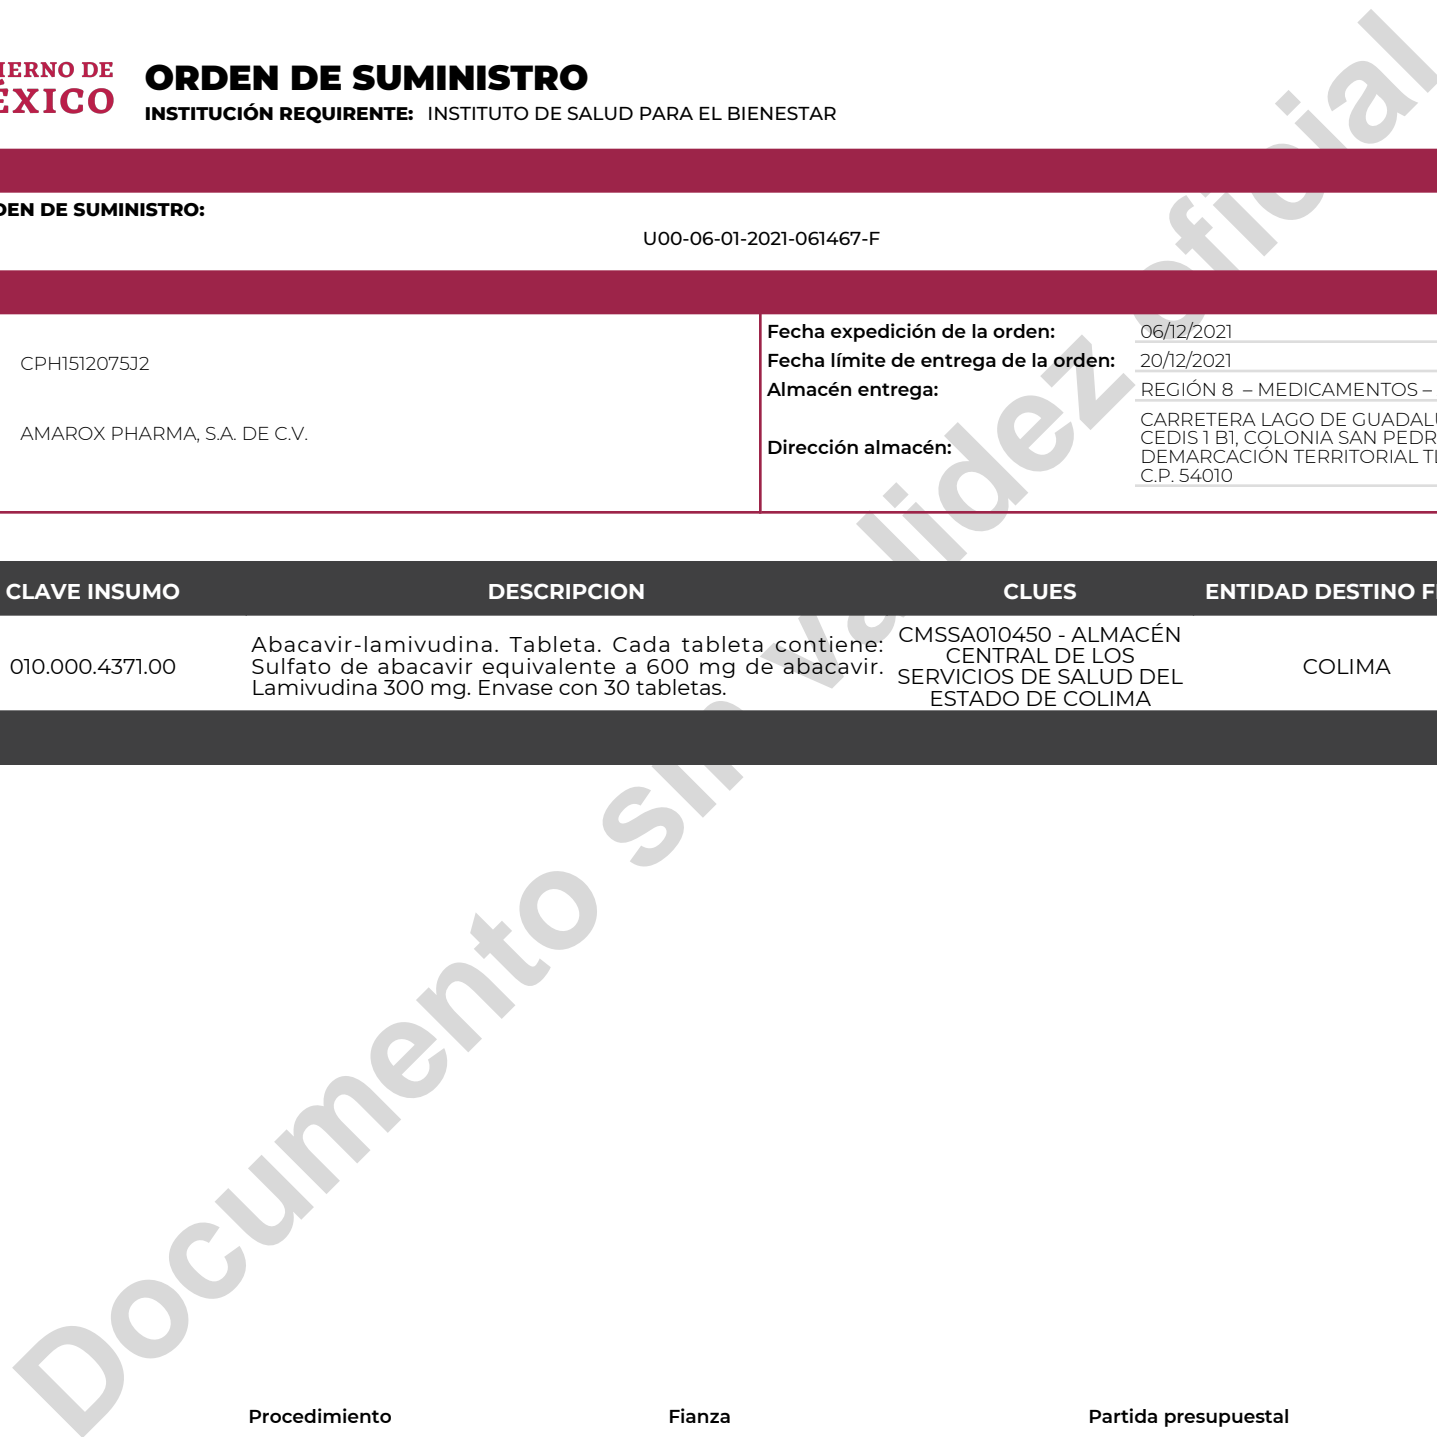 IERNO DE
ÉXICO
ORDEN DE SUMINISTRO
INSTITUCIÓN REQUIRENTE: INSTITUTO DE SALUD PARA EL BIENESTAR
DEN DE SUMINISTRO:
U00-06-01-2021-061467-F
CPH1512075J2
AMAROX PHARMA, S.A. DE C.V.
Fecha expedición de la orden: 06/12/2021
Fecha límite de entrega de la orden: 20/12/2021
Almacén entrega: REGIÓN 8 – MEDICAMENTOS –
Dirección almacén:
CARRETERA LAGO DE GUADALU
CEDIS 1 B1, COLONIA SAN PEDR
DEMARCACIÓN TERRITORIAL TL
C.P. 54010
CLAVE INSUMO DESCRIPCION CLUES ENTIDAD DESTINO FI
010.000.4371.00
Abacavir-lamivudina. Tableta. Cada tableta contiene:
Sulfato de abacavir equivalente a 600 mg de abacavir.
Lamivudina 300 mg. Envase con 30 tabletas.
CMSSA010450 - ALMACÉN
CENTRAL DE LOS
SERVICIOS DE SALUD DEL
ESTADO DE COLIMA
COLIMA
Documento sin validez oficial
Procedimiento Fianza Partida presupuestal